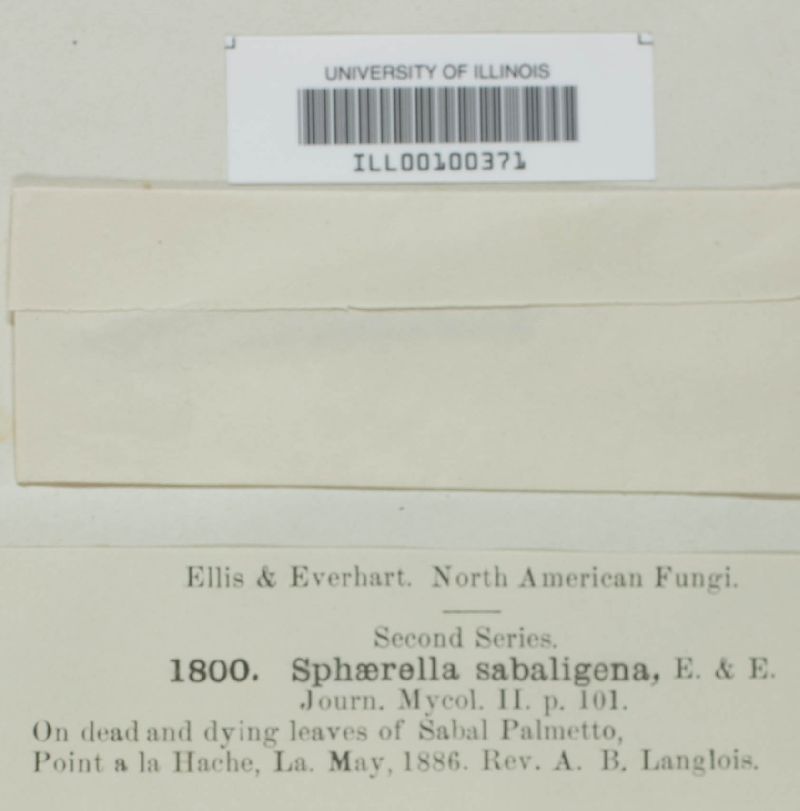 UNIVERSITY OF ILLINOIS
ILL00100371
Ellis & Everhart. North American Fungi.
Second Series.
1800. Sphærella sabaligena, E. & E.
Journ. Mycol. II. p. 101.
On dead and dying leaves of Sabal Palmetto,
Point a la Hache, La. May, 1886. Rev. A. B. Langlois.